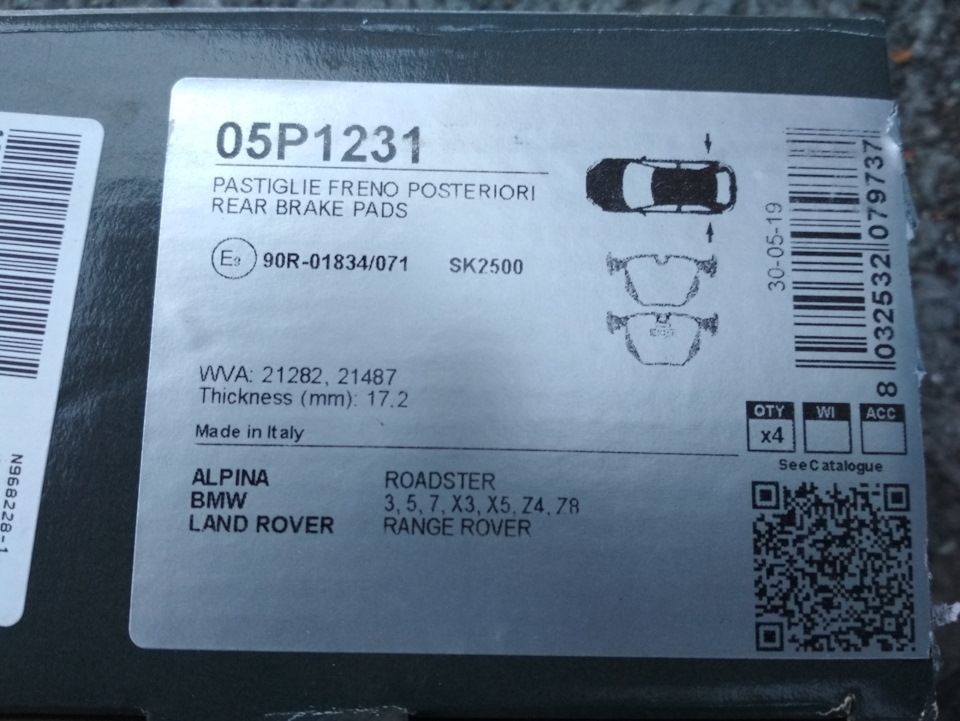 05P1231
PASTIGLIE FRENO POSTERIORI
REAR BRAKE PADS
E9 90R-01834/071 SK2500
WVA: 21282, 21487
Thickness (mm): 17.2
Made in Italy
ALPINA ROADSTER
BMW 3, 5, 7, X3, X5, Z4, Z8
LAND ROVER RANGE ROVER
30-05-19
8 032532 079737
QTY WI ACC
x4
See Catalogue
N968228-1